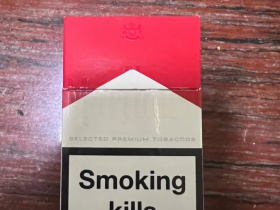 SELECTED PREMIUM TOBACCOS
Smoking
kills